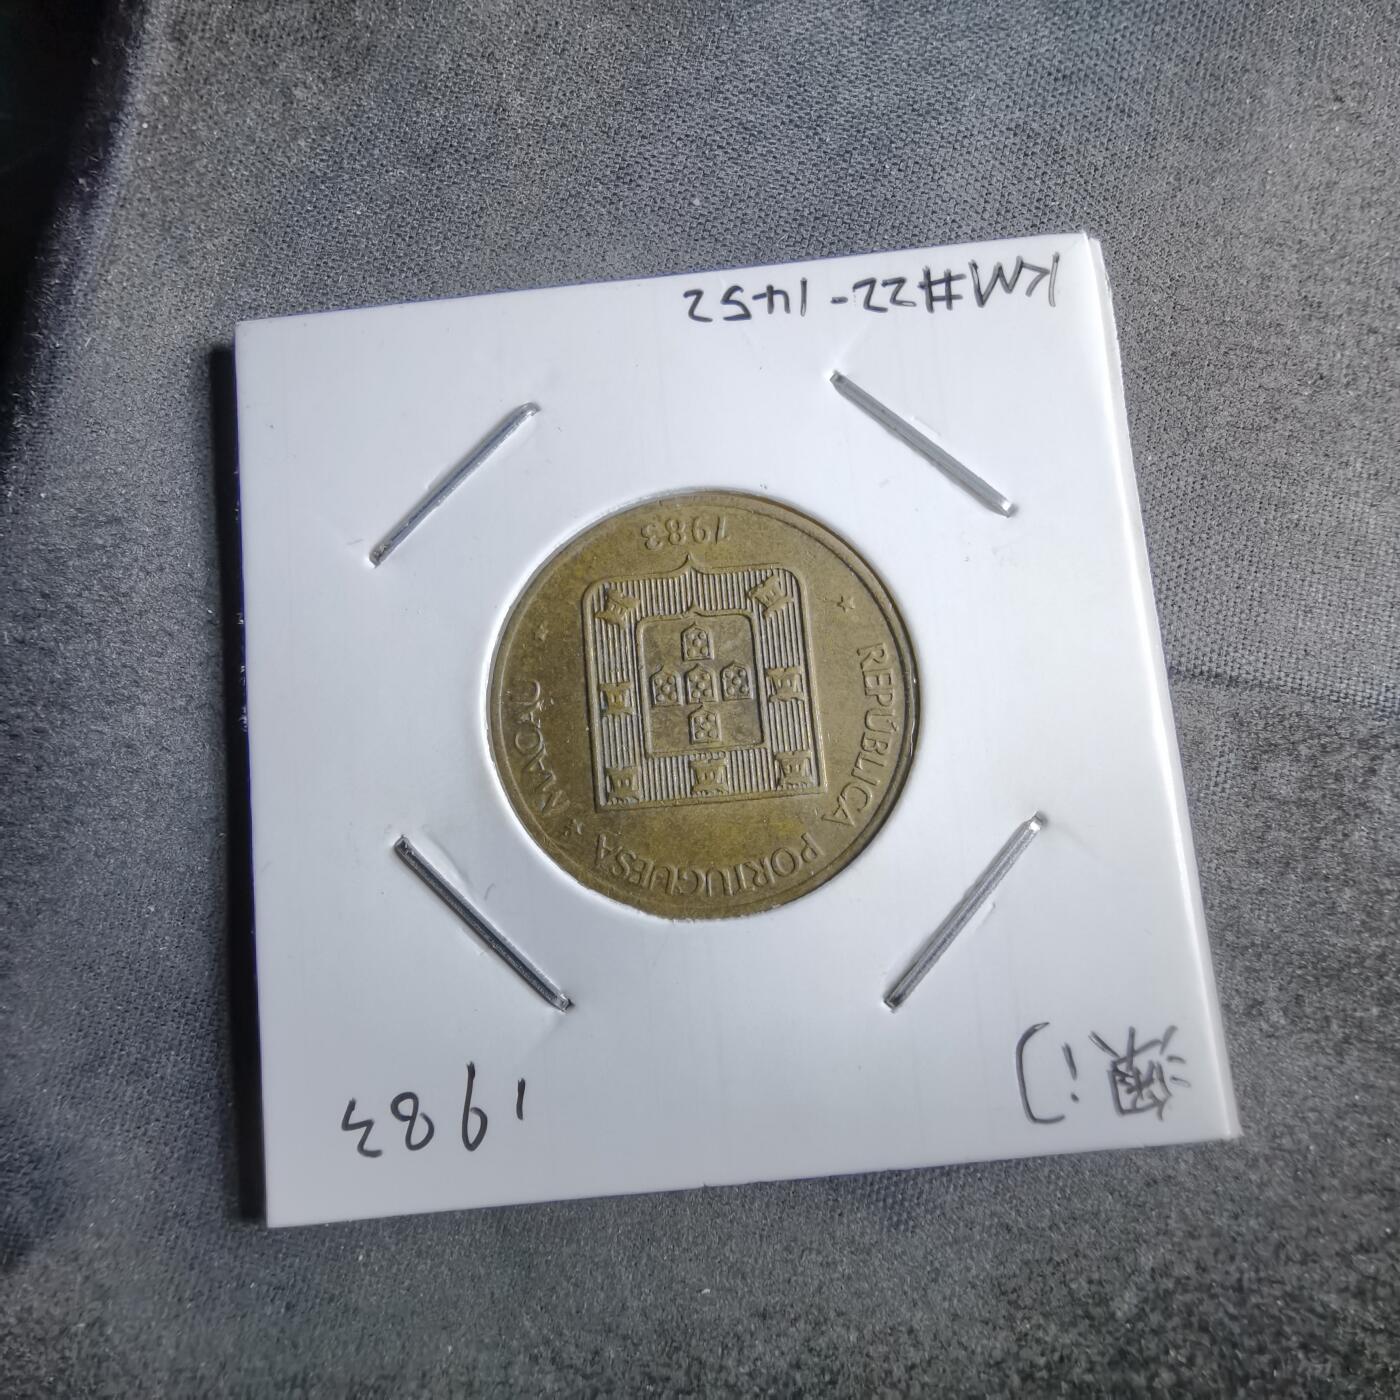 澳门
1983
REPÚBLICA PORTUGUESA ★ MACAU ★
1983
KM#22-1452